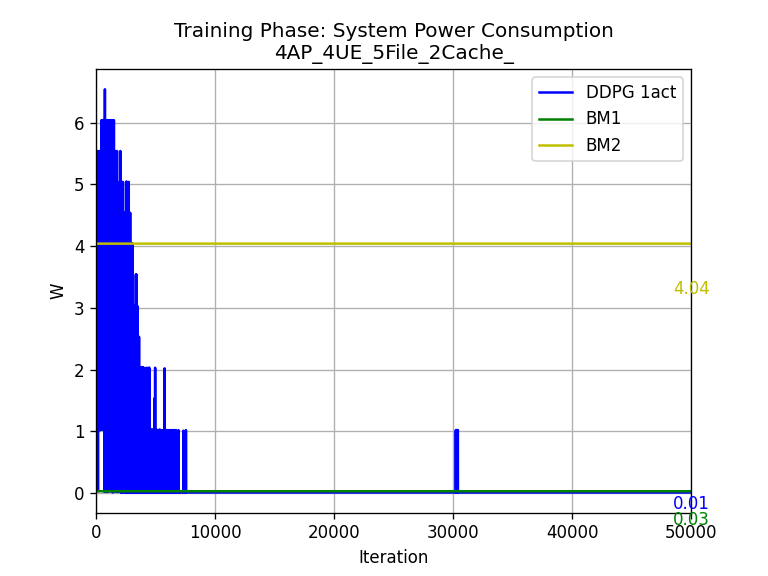 Training Phase: System Power Consumption
4AP_4UE_5File_2Cache_
DDPG 1act
BM1
BM2
W
6
5
4
3
2
1
0
4.04
0.01
0.03
0
10000
20000
30000
40000
50000
Iteration